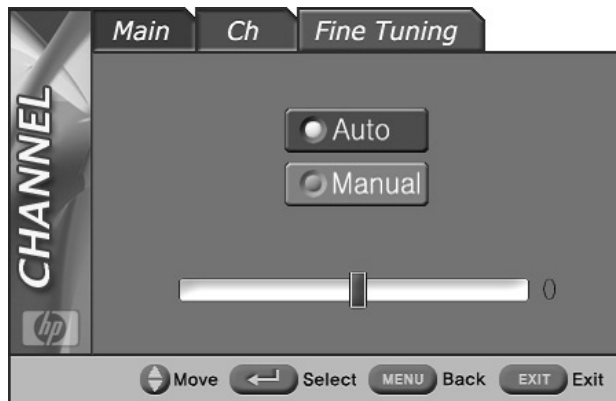 Main Ch Fine Tuning
CHANNEL
Auto
Manual
0
hp
Move Select MENU Back EXIT Exit